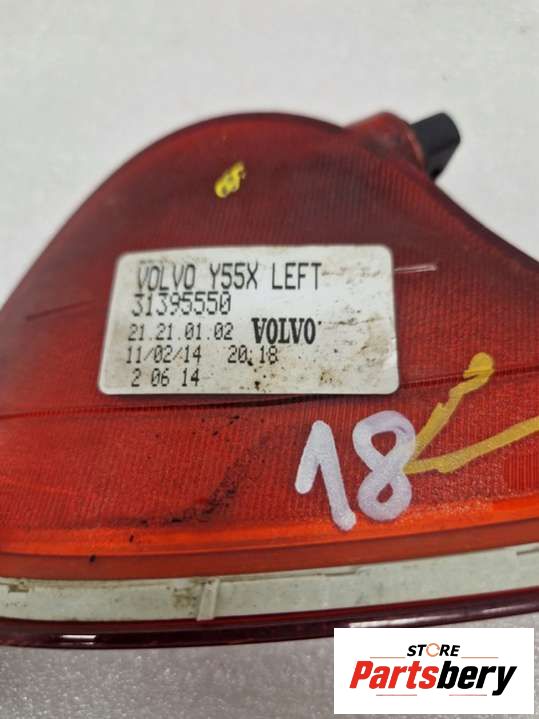 VOLVO Y55X LEFT
31395550
21.21.01.02 VOLVO
11/02/14 20.18
2 06 14
18
STORE
Partsbery